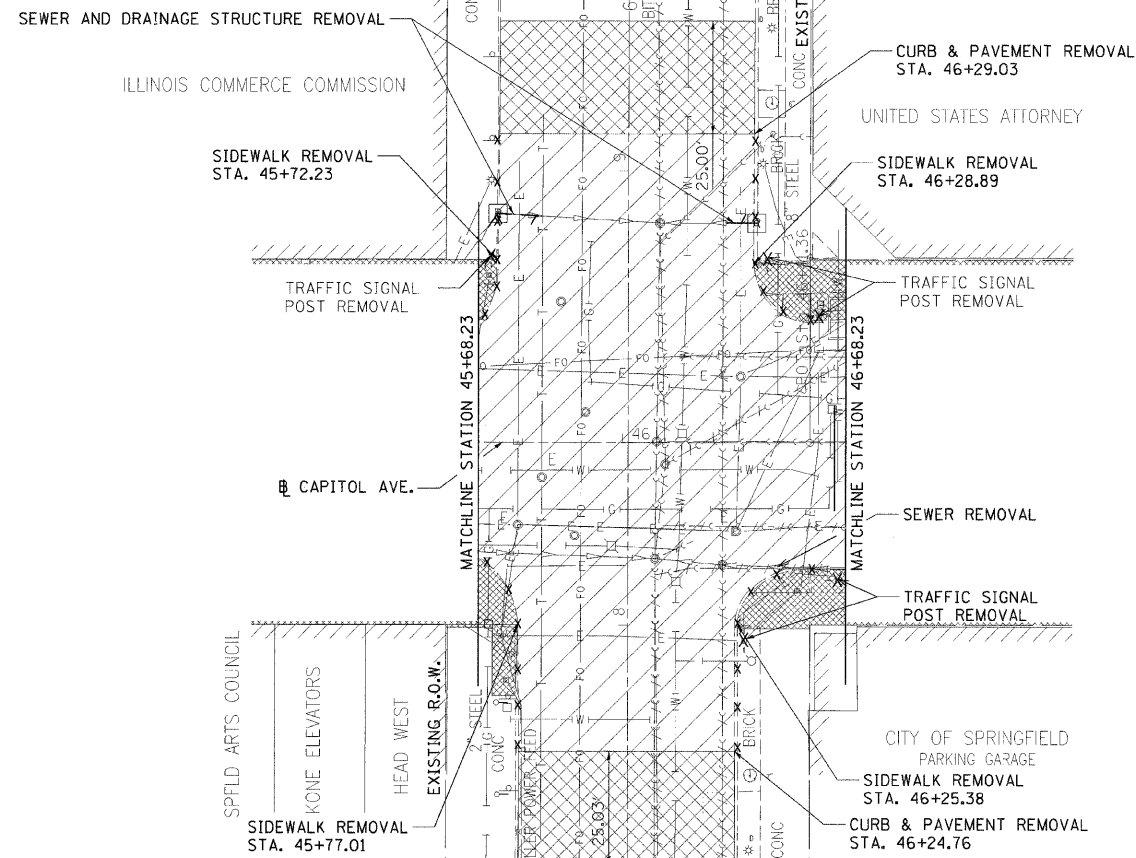 SEWER AND DRAINAGE STRUCTURE REMOVAL
CURB & PAVEMENT REMOVAL
STA. 46+29.03
ILLINOIS COMMERCE COMMISSION
UNITED STATES ATTORNEY
SIDEWALK REMOVAL
STA. 45+72.23
SIDEWALK REMOVAL
STA. 46+28.89
25.00'
CONC
BRICK
8" STEEL
TRAFFIC SIGNAL
POST REMOVAL
TRAFFIC SIGNAL
POST REMOVAL
MATCHLINE STATION 45+68.23
MATCHLINE STATION 46+68.23
46
CAPITOL AVE.
SEWER REMOVAL
TRAFFIC SIGNAL
POST REMOVAL
SPFLD ARTS COUNCIL
KONE ELEVATORS
HEAD WEST
EXISTING R.O.W.
2" STEEL
CONC
BRICK
CONC
25.03'
CITY OF SPRINGFIELD
PARKING GARAGE
SIDEWALK REMOVAL
STA. 46+25.38
SIDEWALK REMOVAL
STA. 45+77.01
CURB & PAVEMENT REMOVAL
STA. 46+24.76